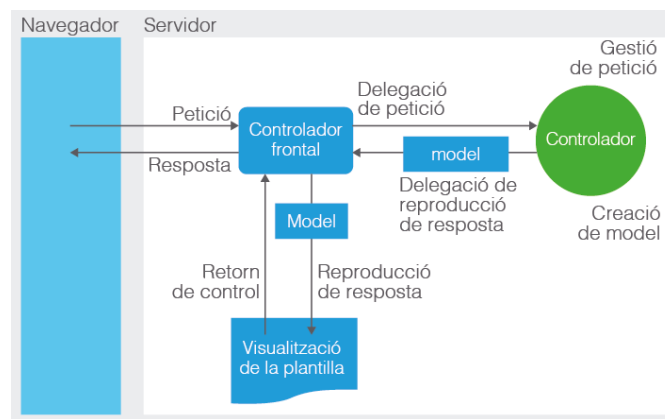 Navegador
Servidor
Gestió
de petició
Petició
Delegació
de petició
Controlador
frontal
Controlador
model
Resposta
Delegació de
reproducció
de resposta
Creació
de model
Model
Retorn
de control
Reproducció
de resposta
Visualització
de la plantilla